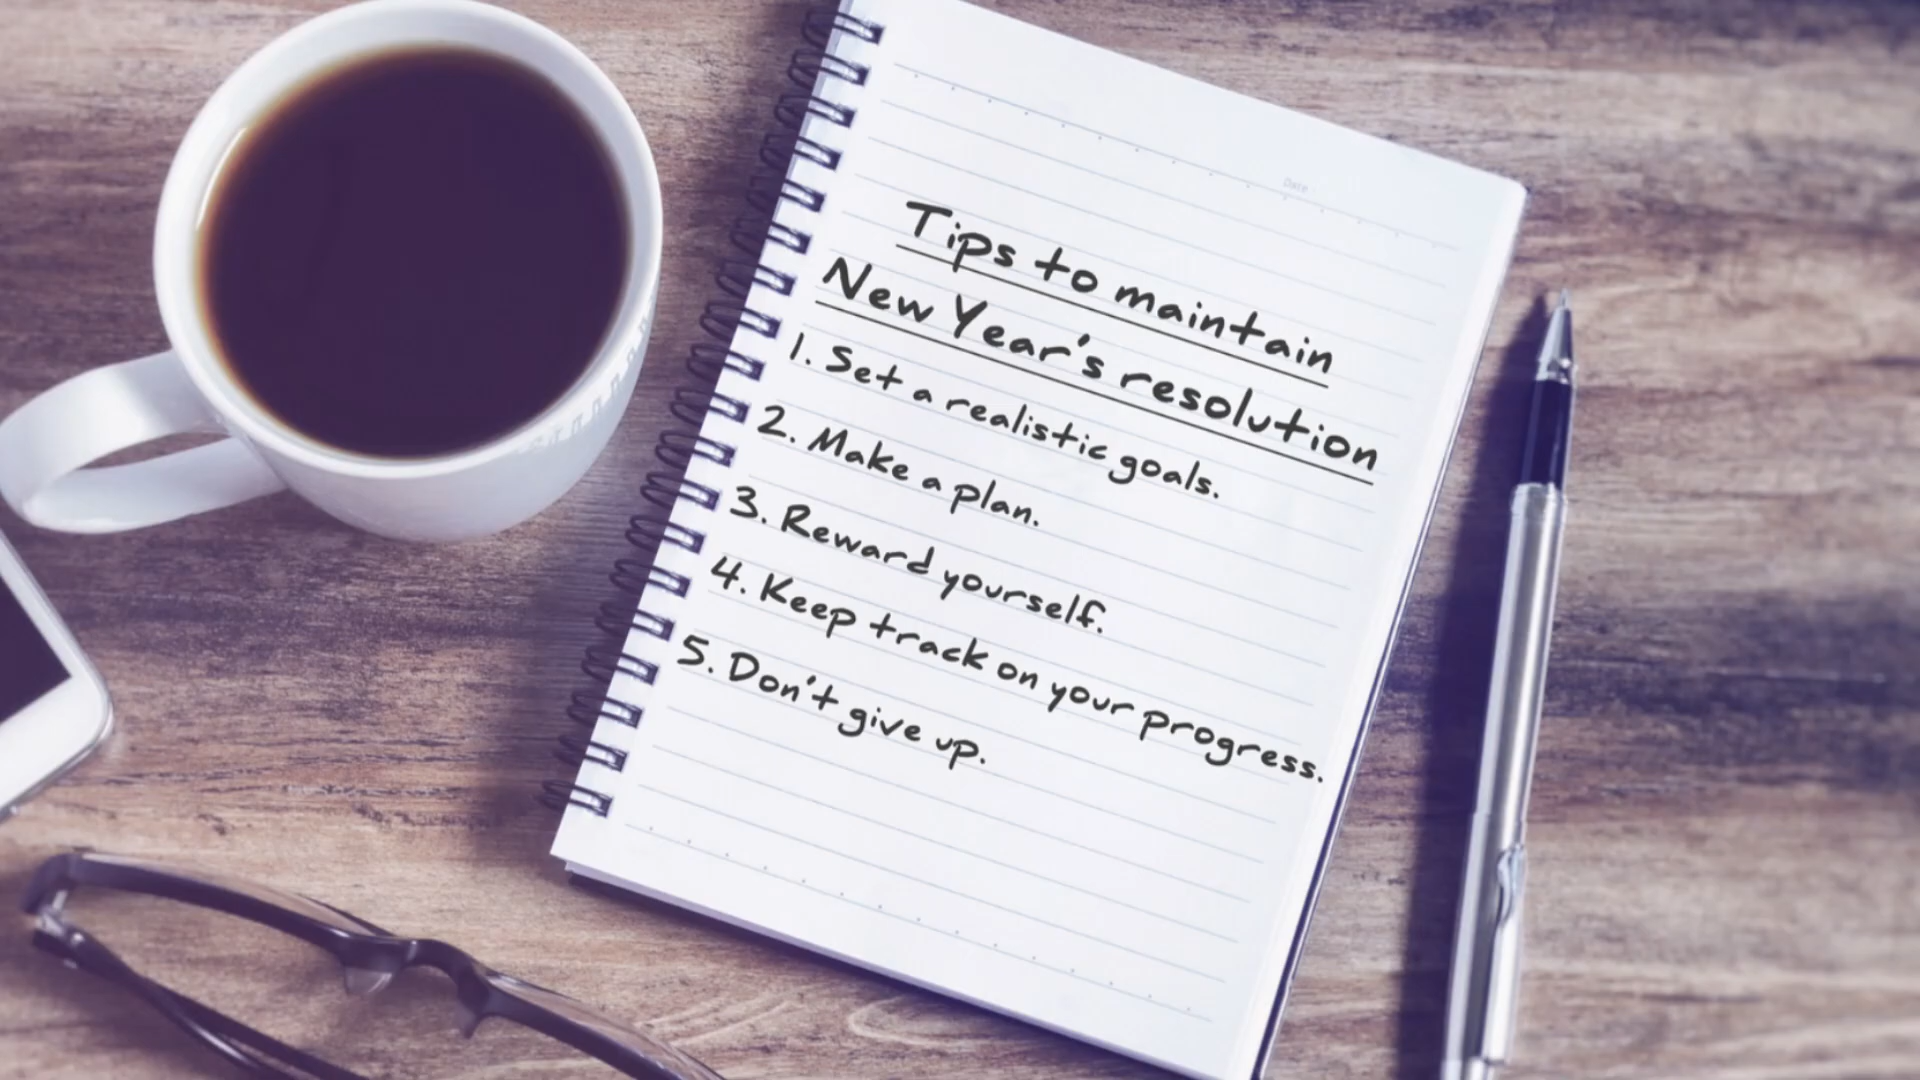 Date
Tips to maintain
New Year's resolution
1. Set a realistic goals.
2. Make a plan.
3. Reward yourself.
4. Keep track on your progress.
5. Don't give up.